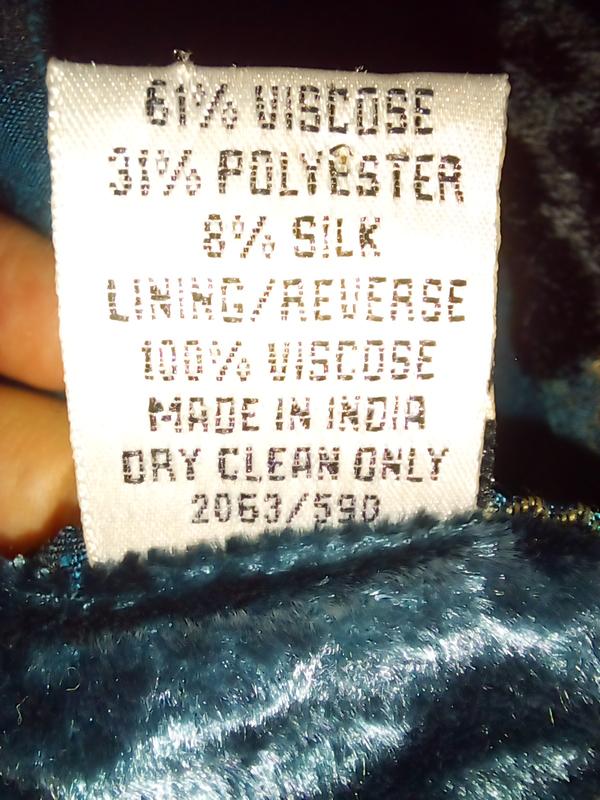 61% VISCOSE
31% POLYESTER
8% SILK
LINING/REVERSE
100% VISCOSE
MADE IN INDIA
DRY CLEAN ONLY
2063/590